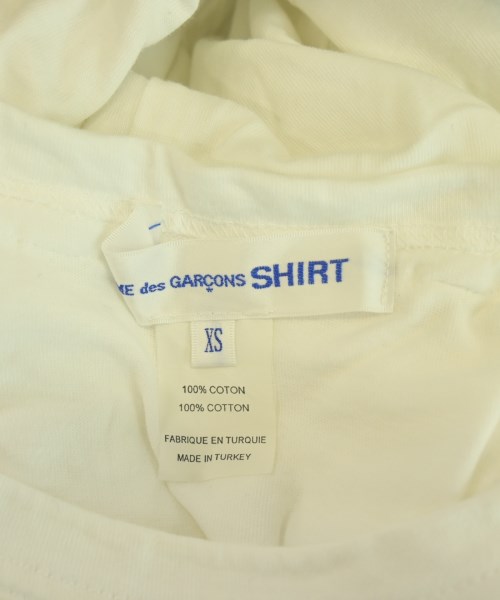 ME des GARÇONS SHIRT
XS
100% COTON
100% COTTON
FABRIQUE EN TURQUIE
MADE IN TURKEY